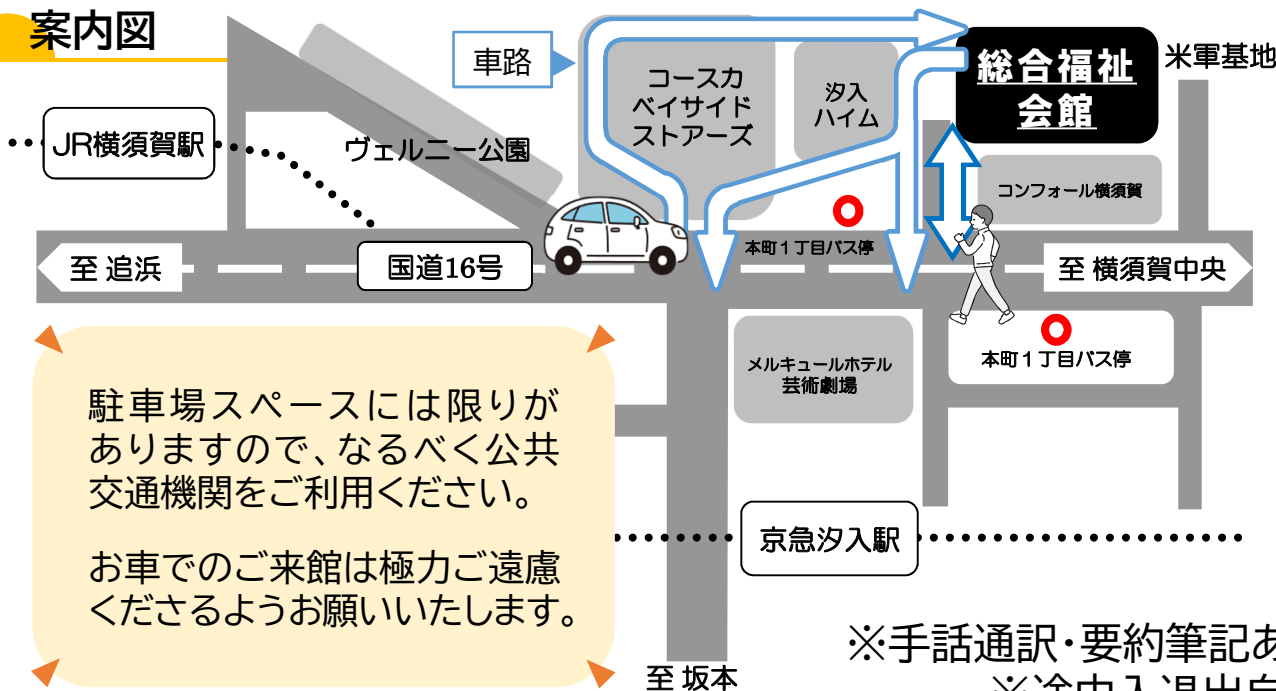 案内図
車路
コースカ
ベイサイド
ストアーズ
汐入
ハイム
総合福祉
会館
米軍基地
JR横須賀駅
ヴェルニー公園
コンフォール横須賀
本町1丁目バス停
至 追浜
国道16号
至 横須賀中央
本町1丁目バス停
メルキュールホテル
芸術劇場
駐車場スペースには限りが
ありますので、なるべく公共
交通機関をご利用ください。
お車でのご来館は極力ご遠慮
くださるようお願いいたします。
京急汐入駅
至 坂本
※手話通訳・要約筆記あ
※途中入退出自